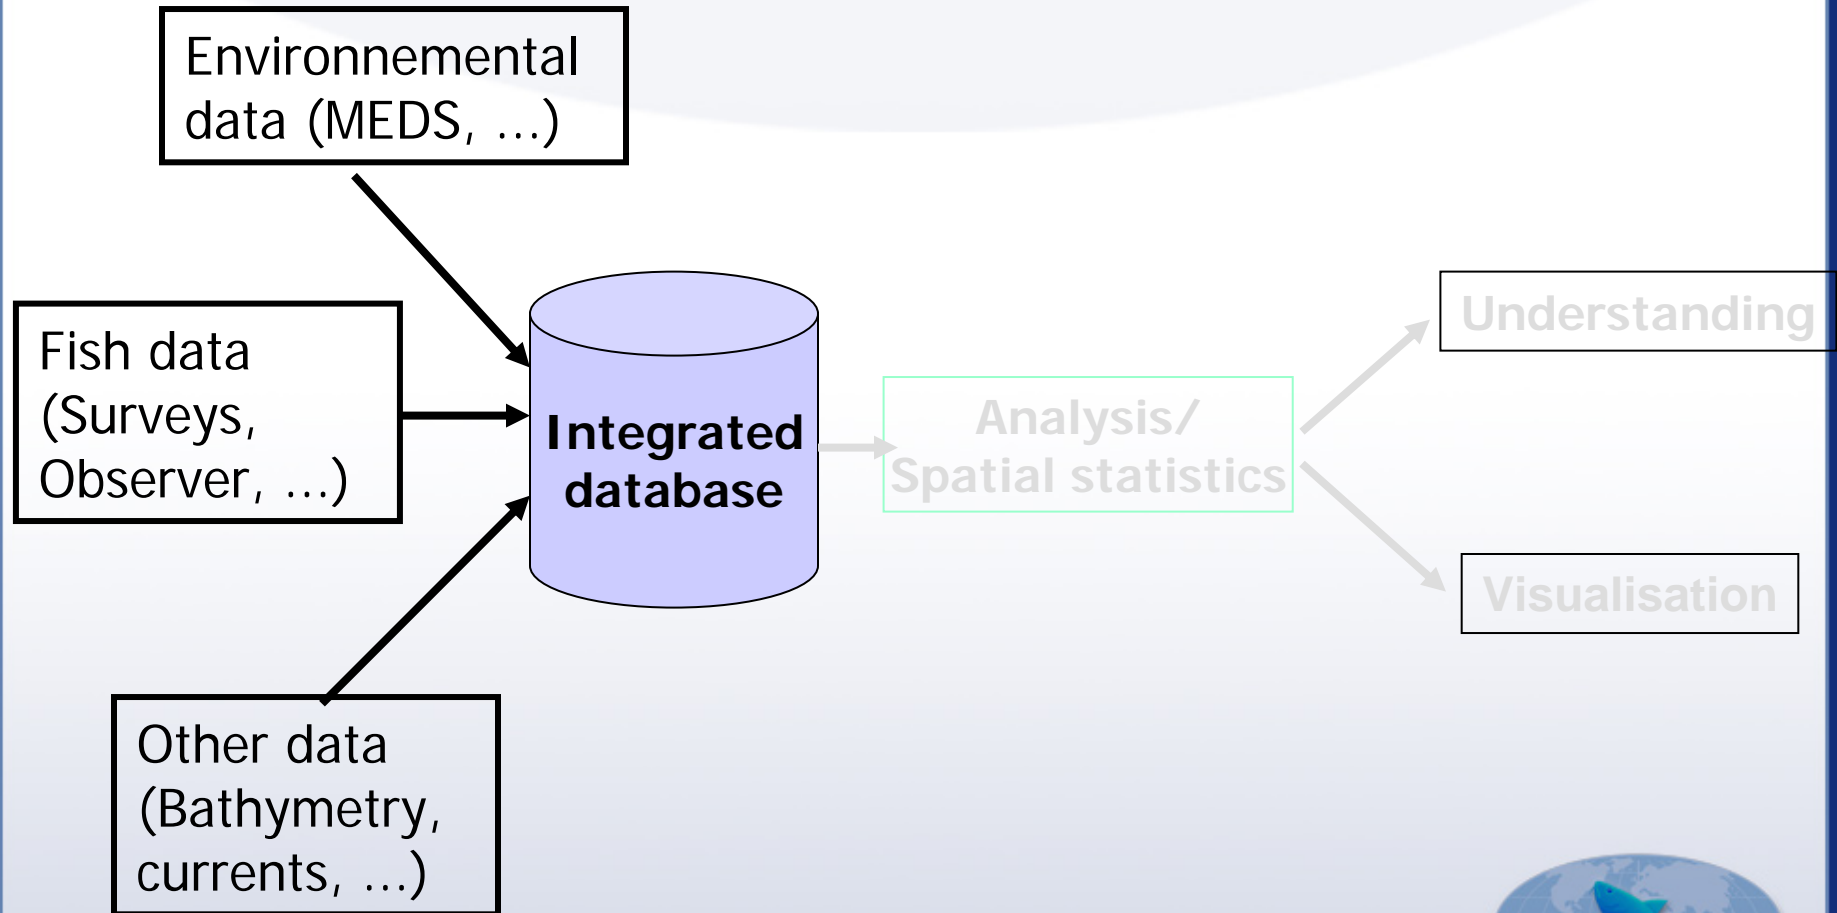 Environnemental
data (MEDS, …)
Fish data
(Surveys,
Observer, …)
Integrated
database
Other data
(Bathymetry,
currents, …)
Analysis/
Spatial statistics
Understanding
Visualisation